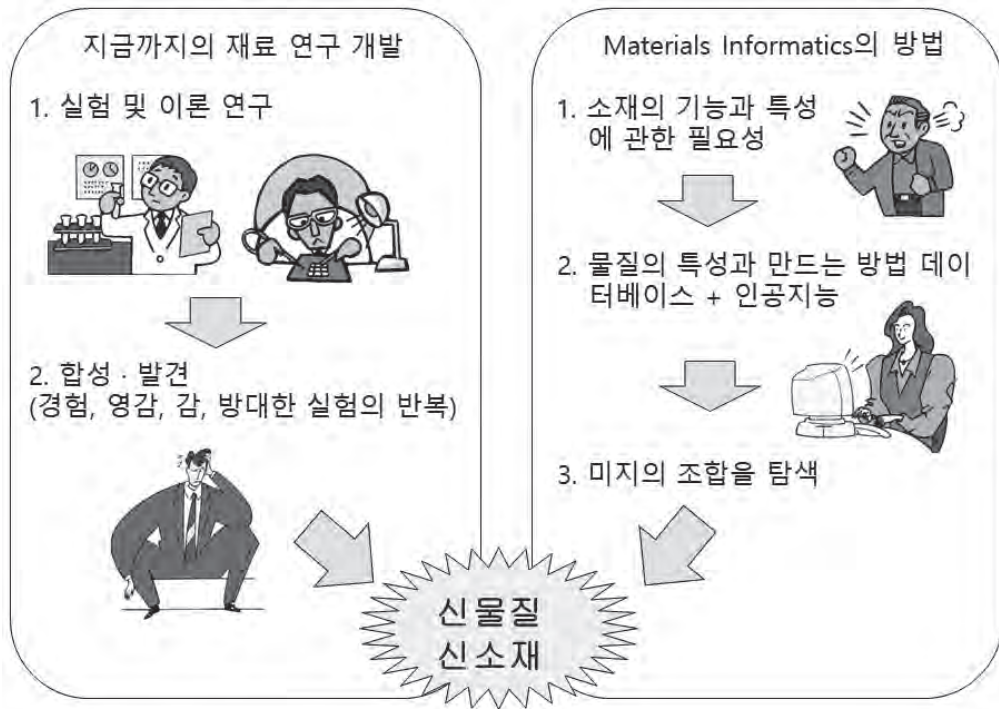 지금까지의 재료 연구 개발
1. 실험 및 이론 연구
2. 합성 · 발견
(경험, 영감, 감, 방대한 실험의 반복)
Materials Informatics의 방법
1. 소재의 기능과 특성
에 관한 필요성
2. 물질의 특성과 만드는 방법 데이
터베이스 + 인공지능
3. 미지의 조합을 탐색
신물질
신소재